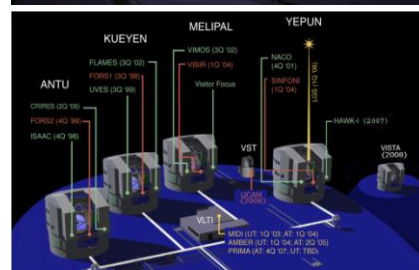 ANTU
CRIRES (2Q '06)
FORS2 (4Q '99)
ISAAC (4Q '98)
KUEYEN
FLAMES (3Q '02)
FORS1 (3Q '98)
UVES (3Q '99)
MELIPAL
VIMOS (3Q '02)
VISIR (1Q '04)
Visitor Focus
YEPUN
NACO
(4Q '01)
SINFONI
(1Q '04)
LGS (1Q '06)
HAWK-I (2007)
VST
VISTA
(2008)
(2008)
VLTI
MIDI (UT: 1Q '03; AT: 1Q '04)
AMBER (UT: 1Q '04; AT: 2Q '05)
PRIMA (AT: 4Q '07; UT: TBD)